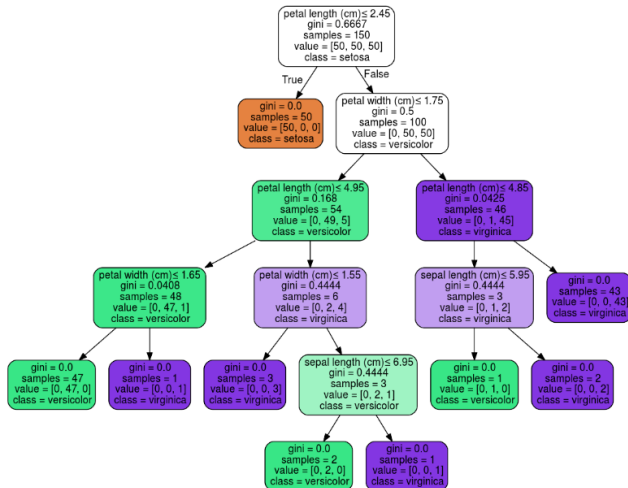 petal length (cm)≤ 2.45
gini = 0.6667
samples = 150
value = [50, 50, 50]
class = setosa
True
False
gini = 0.0
samples = 50
value = [50, 0, 0]
class = setosa
petal width (cm)≤ 1.75
gini = 0.5
samples = 100
value = [0, 50, 50]
class = versicolor
petal length (cm)≤ 4.95
gini = 0.168
samples = 54
value = [0, 49, 5]
class = versicolor
petal length (cm)≤ 4.85
gini = 0.0425
samples = 46
value = [0, 1, 45]
class = virginica
petal width (cm)≤ 1.65
gini = 0.0408
samples = 48
value = [0, 47, 1]
class = versicolor
petal width (cm)≤ 1.55
gini = 0.4444
samples = 6
value = [0, 2, 4]
class = virginica
sepal length (cm)≤ 5.95
gini = 0.4444
samples = 3
value = [0, 1, 2]
class = virginica
gini = 0.0
samples = 43
value = [0, 0, 43]
class = virginica
gini = 0.0
samples = 47
value = [0, 47, 0]
class = versicolor
gini = 0.0
samples = 1
value = [0, 0, 1]
class = virginica
gini = 0.0
samples = 3
value = [0, 0, 3]
class = virginica
sepal length (cm)≤ 6.95
gini = 0.4444
samples = 3
value = [0, 2, 1]
class = versicolor
gini = 0.0
samples = 1
value = [0, 1, 0]
class = versicolor
gini = 0.0
samples = 2
value = [0, 0, 2]
class = virginica
gini = 0.0
samples = 2
value = [0, 2, 0]
class = versicolor
gini = 0.0
samples = 1
value = [0, 0, 1]
class = virginica